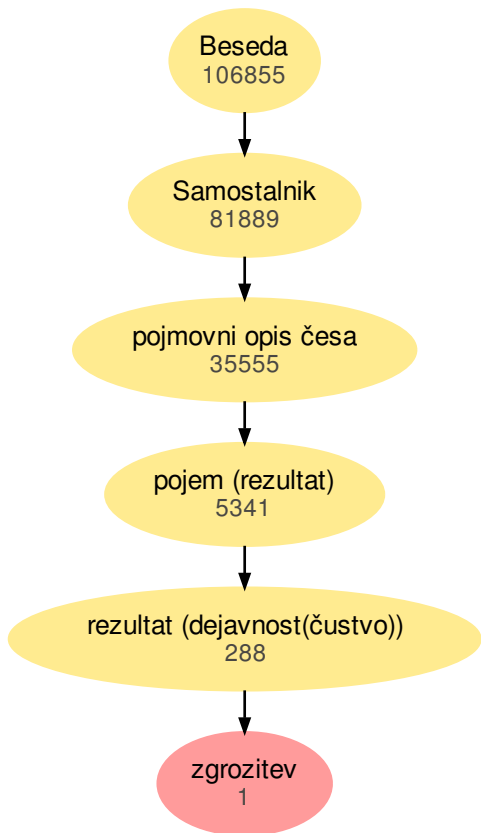 Beseda
106855
Samostalnik
81889
pojmovni opis česa
35555
pojem (rezultat)
5341
rezultat (dejavnost(čustvo))
288
zgrozitev
1